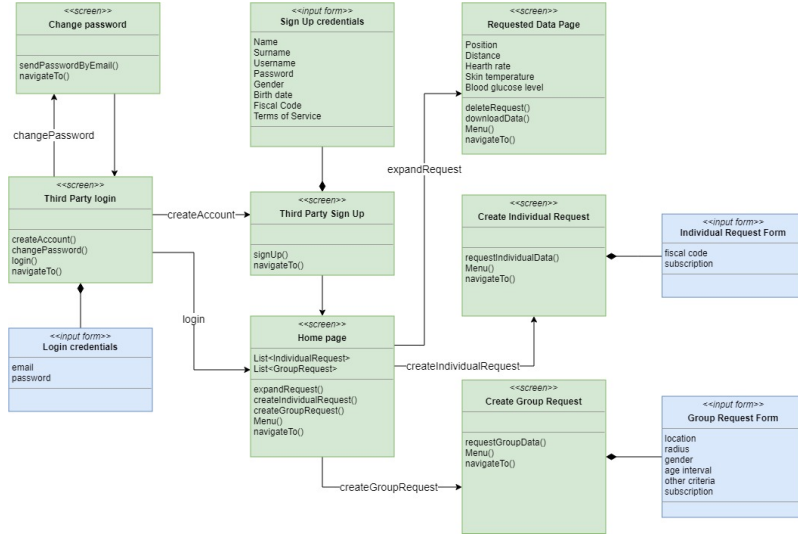 <<screen>>
Change password
sendPasswordByEmail()
navigateTo()
<<input form>>
Sign Up credentials
Name
Surname
Username
Password
Gender
Birth date
Fiscal Code
Terms of Service
<<screen>>
Requested Data Page
Position
Distance
Hearth rate
Skin temperature
Blood glucose level
deleteRequest()
downloadData()
Menu()
navigateTo()
changePassword
expandRequest
<<screen>>
Third Party login
createAccount()
changePassword()
login()
navigateTo()
createAccount
<<screen>>
Third Party Sign Up
signUp()
navigateTo()
<<screen>>
Create Individual Request
requestIndividualData()
Menu()
navigateTo()
<<input form>>
Individual Request Form
fiscal code
subscription
login
<<input form>>
Login credentials
email
password
<<screen>>
Home page
List<IndividualRequest>
List<GroupRequest>
expandRequest()
createIndividualRequest()
createGroupRequest()
Menu()
navigateTo()
createIndividualRequest
<<screen>>
Create Group Request
requestGroupData()
Menu()
navigateTo()
<<input form>>
Group Request Form
location
radius
gender
age interval
other criteria
subscription
createGroupRequest